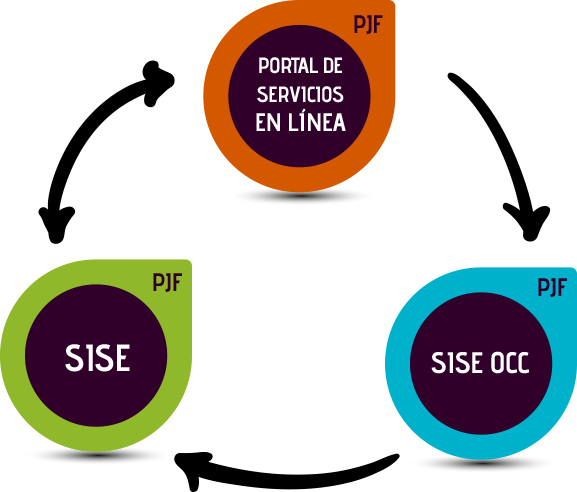 PJF
PORTAL DE
SERVICIOS
EN LÍNEA
PJF
SISE
PJF
SISE OCC